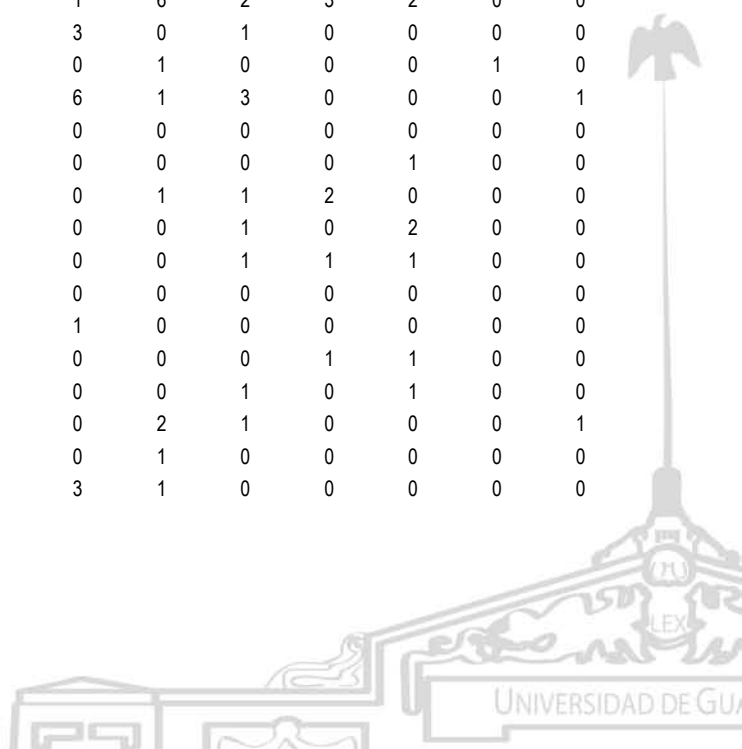 1 6 2 3 2 0 0
3 0 1 0 0 0 0
0 1 0 0 0 1 0
6 1 3 0 0 0 1
0 0 0 0 0 0 0
0 0 0 0 1 0 0
0 1 1 2 0 0 0
0 0 1 0 2 0 0
0 0 1 1 1 0 0
0 0 0 0 0 0 0
1 0 0 0 0 0 0
0 0 0 1 1 0 0
0 0 1 0 1 0 0
0 2 1 0 0 0 1
0 1 0 0 0 0 0
3 1 0 0 0 0 0
LEX
UNIVERSIDAD DE GUA